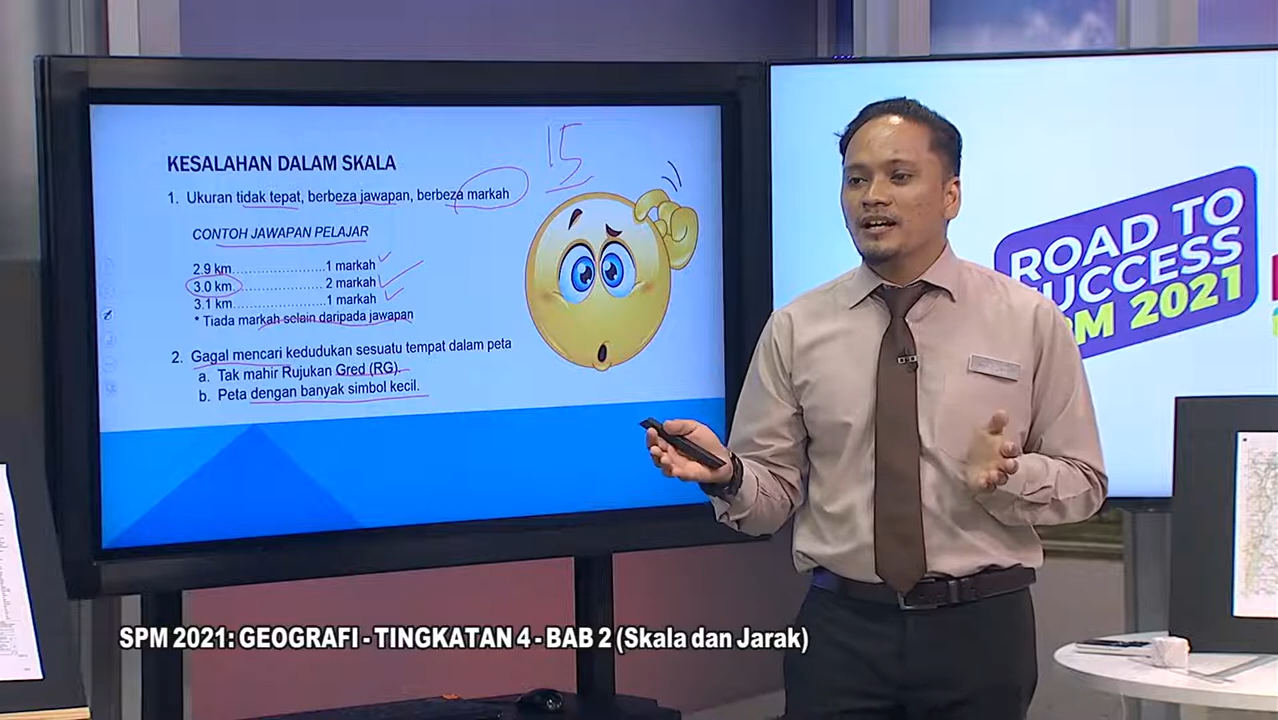 15
KESALAHAN DALAM SKALA
1. Ukuran tidak tepat, berbeza jawapan, berbeza markah
CONTOH JAWAPAN PELAJAR
2.9 km........................1 markah
3.0 km........................ 2 markah
3.1 km........................1 markah
* Tiada markah selain daripada jawapan
2. Gagal mencari kedudukan sesuatu tempat dalam peta
a. Tak mahir Rujukan Gred (RG).
b. Peta dengan banyak simbol kecil.
ROAD TO
SUCCESS
SPM 2021
SPM 2021: GEOGRAFI - TINGKATAN 4 - BAB 2 (Skala dan Jarak)